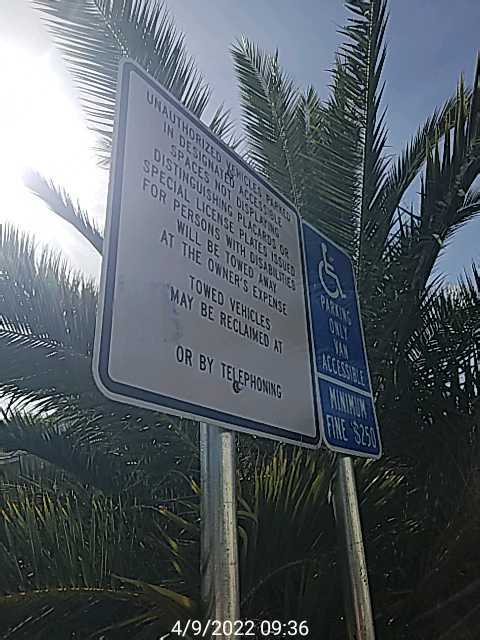 UNAUTHORIZED VEHICLES PARKED
IN DESIGNATED ACCESSIBLE
SPACES NOT DISPLAYING
DISTINGUISHING PLACARDS OR
SPECIAL LICENSE PLATES ISSUED
FOR PERSONS WITH DISABILITIES
WILL BE TOWED AWAY
AT THE OWNER'S EXPENSE
TOWED VEHICLES
MAY BE RECLAIMED AT
OR BY TELEPHONING
PARKING
ONLY
VAN
ACCESSIBLE
MINIMUM
FINE $250
4/9/2022 09:36